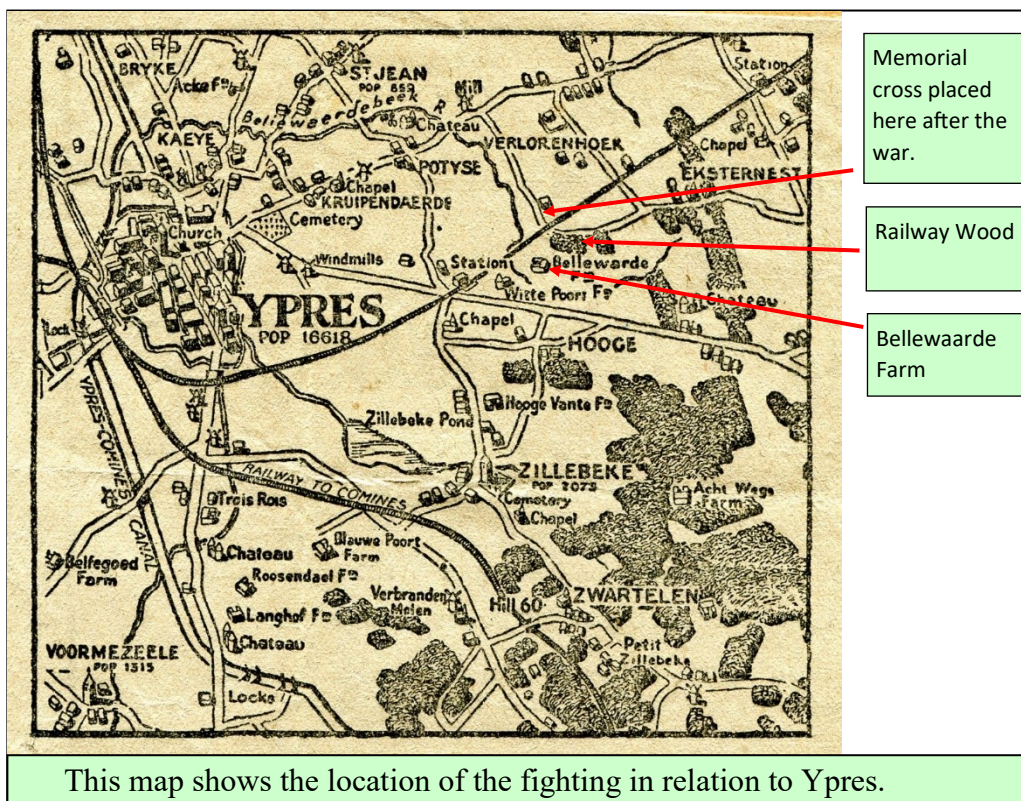 BRYKE
Acke Fm
ST JEAN
POP 859
Mill
Station
Bellewaerdebeek R
Chateau
KAEYE
VERLORENHOEK
Chapel
POTYSE
EKSTERNEST
Chapel
KRUIPENDAERDE
Cemetery
Church
Windmills
Station
Bellewarde
Fm
Witte Poort Fm
Chateau
Lock
YPRES
POP 16618
Chapel
HOOGE
YPRES-COMINES
CANAL
Zillebeke Pond
Hooge Vante Fm
RAILWAY TO COMINES
ZILLEBEKE
POP 2073
Trois Rois
Cemetery
Chapel
Acht Wege
Farm
Chateau
Blauwe Poort
Farm
Belfegoed
Farm
Roosendael Fm
Verbranden
Molen
Hill 60
ZWARTELEN
Langhof Fm
Chateau
VOORMEZEELE
POP 1315
Petit
Zillebeke
Locks
Memorial
cross placed
here after the
war.
Railway Wood
Bellewaarde
Farm
This map shows the location of the fighting in relation to Ypres.